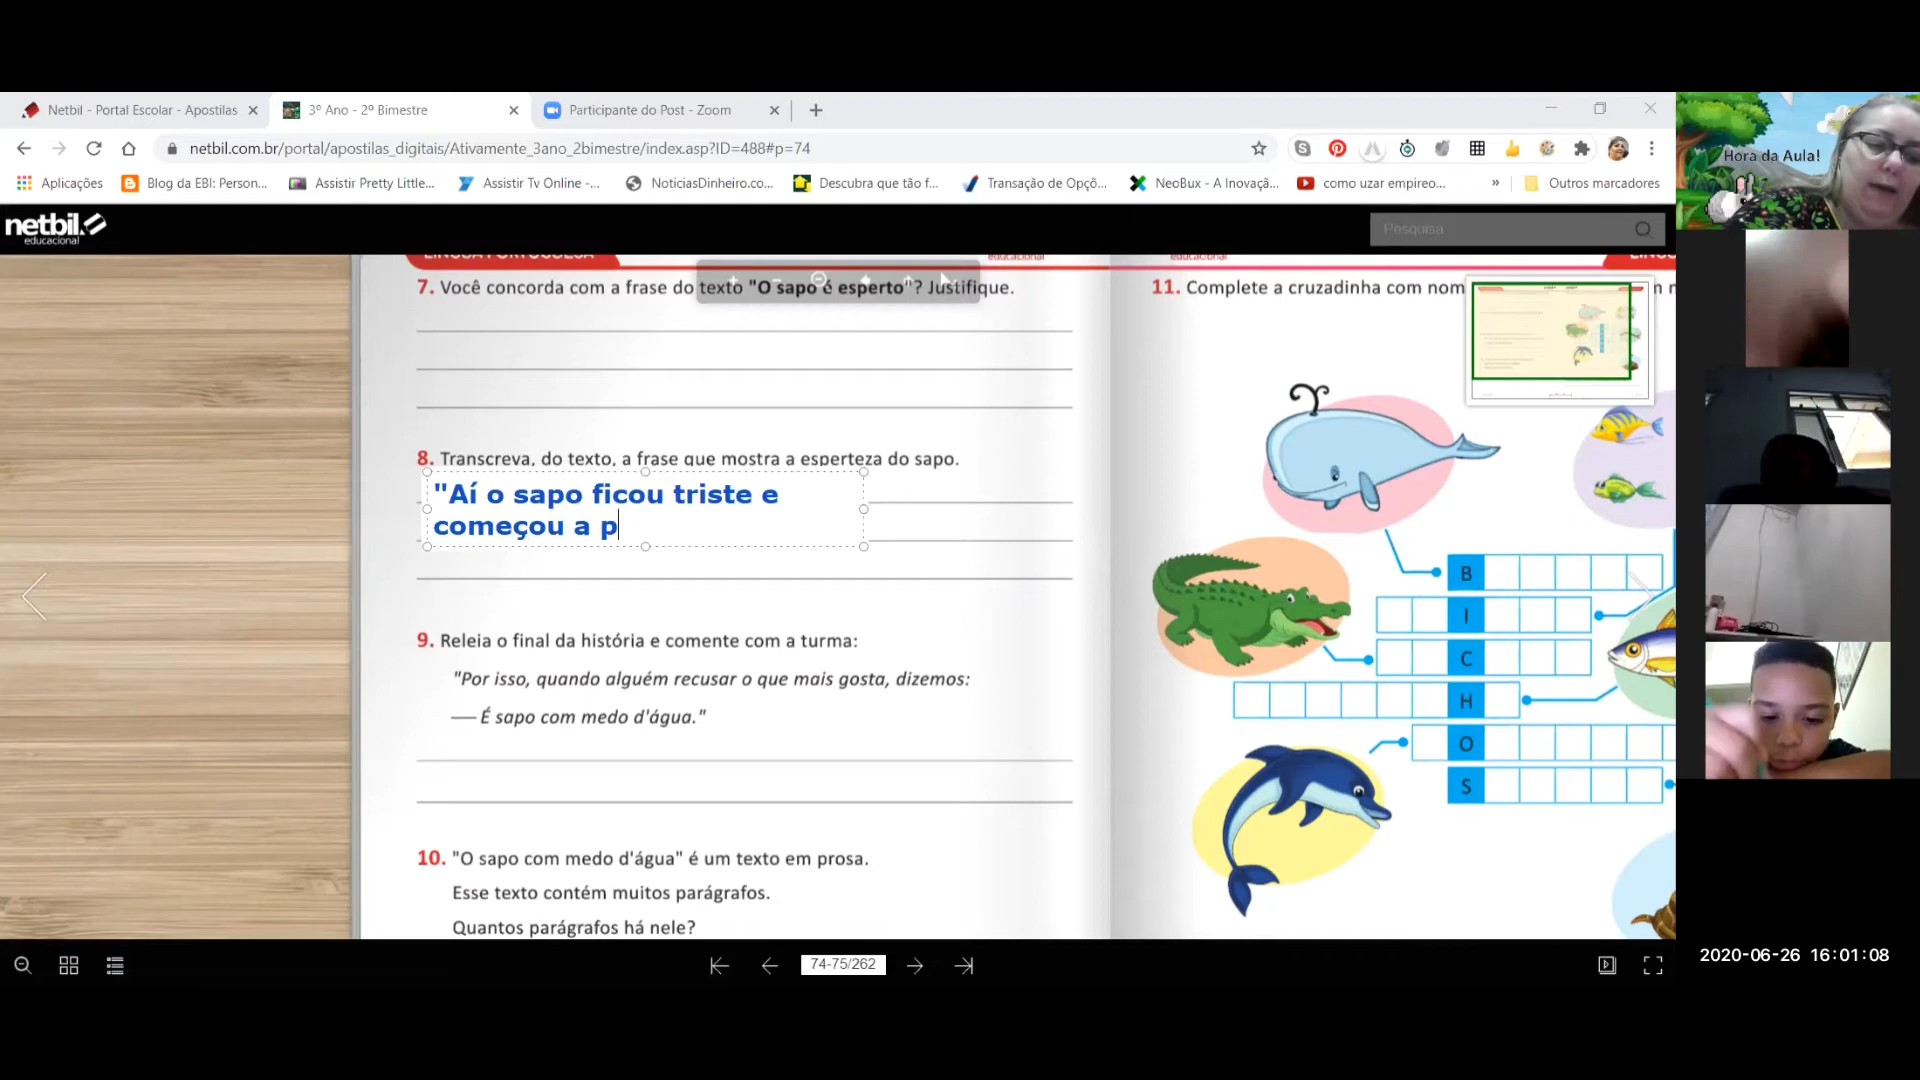 Netbil - Portal Escolar - Apostilas
3º Ano - 2º Bimestre
Participante do Post - Zoom
netbil.com.br/portal/apostilas_digitais/Ativamente_3ano_2bimestre/index.asp?ID=488#p=74
Aplicações
Blog da EBI: Person...
Assistir Pretty Little...
Assistir Tv Online -...
NoticiasDinheiro.co...
Descubra que tão f...
Transação de Opçõ...
NeoBux - A Inovaçã...
como uzar empireo...
»
Outros marcadores
Hora da Aula!
netbil
educacional
Pesquisa
LÍNGUA PORTUGUESA
educacional
educacional
7. Você concorda com a frase do texto "O sapo é esperto"? Justifique.
8. Transcreva, do texto, a frase que mostra a esperteza do sapo.
"Aí o sapo ficou triste e
começou a p
9. Releia o final da história e comente com a turma:
"Por isso, quando alguém recusar o que mais gosta, dizemos:
— É sapo com medo d'água."
10. "O sapo com medo d'água" é um texto em prosa.
Esse texto contém muitos parágrafos.
Quantos parágrafos há nele?
11. Complete a cruzadinha com nom
B
I
C
H
O
S
74-75/262
2020-06-26 16:01:08